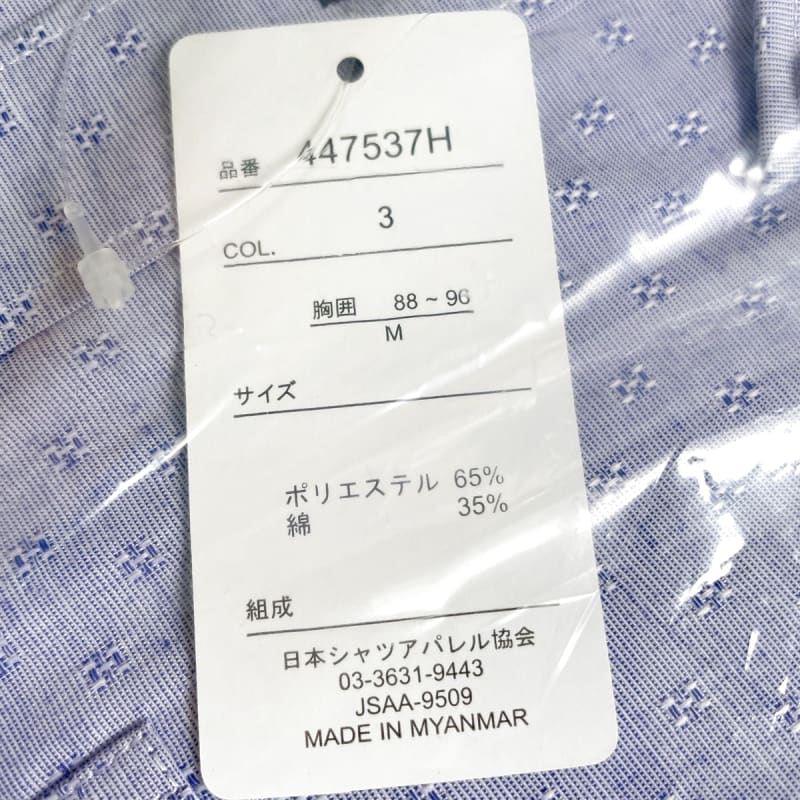 品番 447537H
COL. 3
胸囲 88 ~ 96
M
サイズ
ポリエステル 65%
綿 35%
組成
日本シャツアパレル協会
03-3631-9443
JSAA-9509
MADE IN MYANMAR